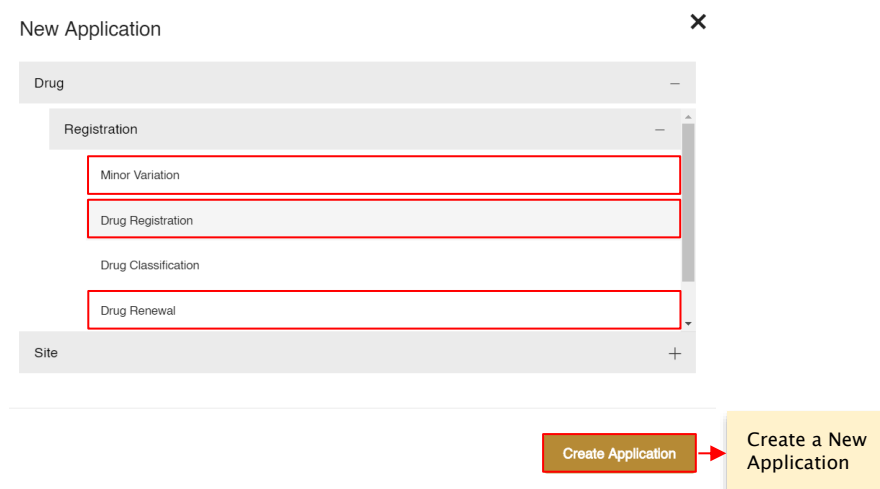 New Application
Drug
Registration
Minor Variation
Drug Registration
Drug Classification
Drug Renewal
Site
Create Application
Create a New
Application